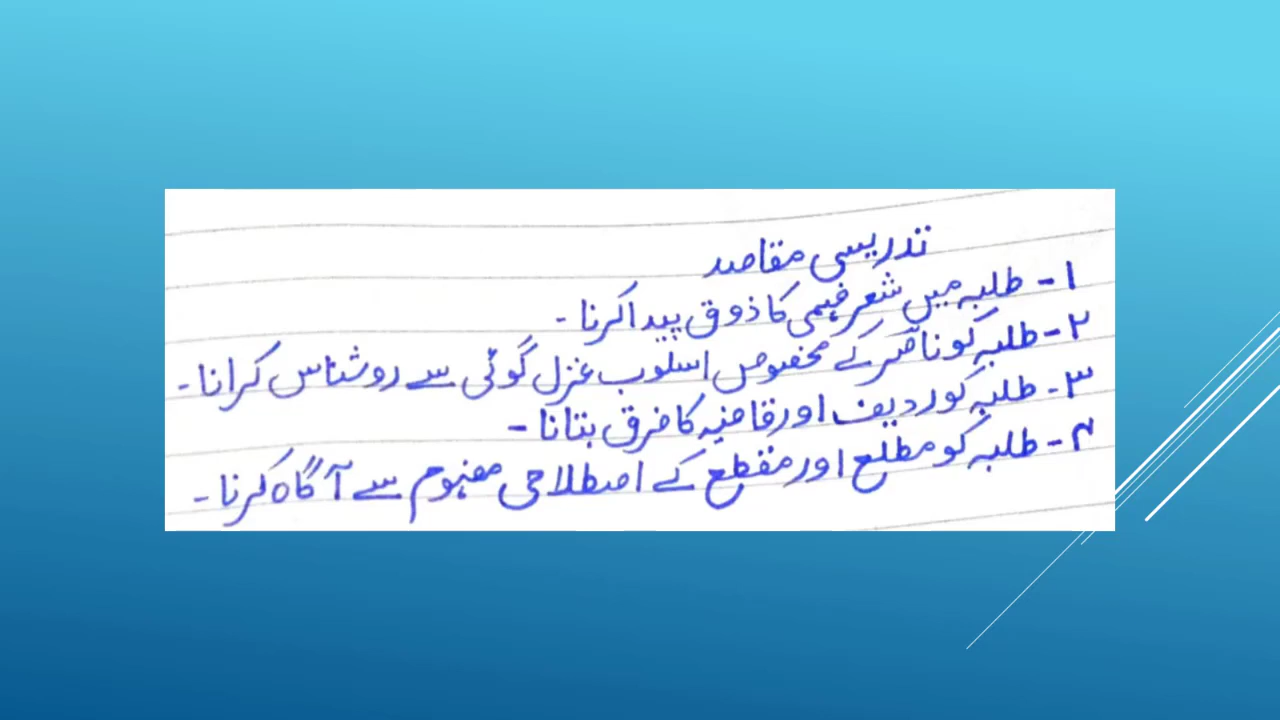 تدریسی مقاصد
۱- طلبہ میں شعر فہمی کا ذوق پیدا کرنا -
۲- طلبہ کو ناصر کے مخصوص اسلوب غزل گوئی سے روشناس کرانا -
۳- طلبہ کو ردیف اور قافیہ کا فرق بتانا -
۴- طلبہ کو مطلع اور مقطع کے اصطلاحی مفہوم سے آگاہ کرنا -